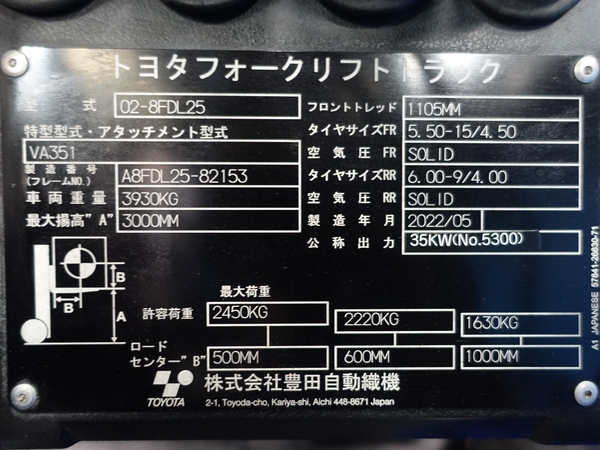 トヨタフォークリフトトラック
型式 02-8FDL25
特型型式・アタッチメント型式
VA351
製造番号(フレームNO.) A8FDL25-82153
車両重量 3930KG
最大揚高"A" 3000MM
フロントトレッド 1105MM
タイヤサイズFR 5.50-15/4.50
空気圧FR SOLID
タイヤサイズRR 6.00-9/4.00
空気圧RR SOLID
製造年月 2022/05
公称出力 35KW(No.5300)
B
B
A
最大荷重
許容荷重 2450KG 2220KG 1630KG
ロードセンター"B" 500MM 600MM 1000MM
TOYOTA
株式会社豊田自動織機
2-1, Toyoda-cho, Kariya-shi, Aichi 448-8671 Japan
A1 JAPANESE 57841-26630-71